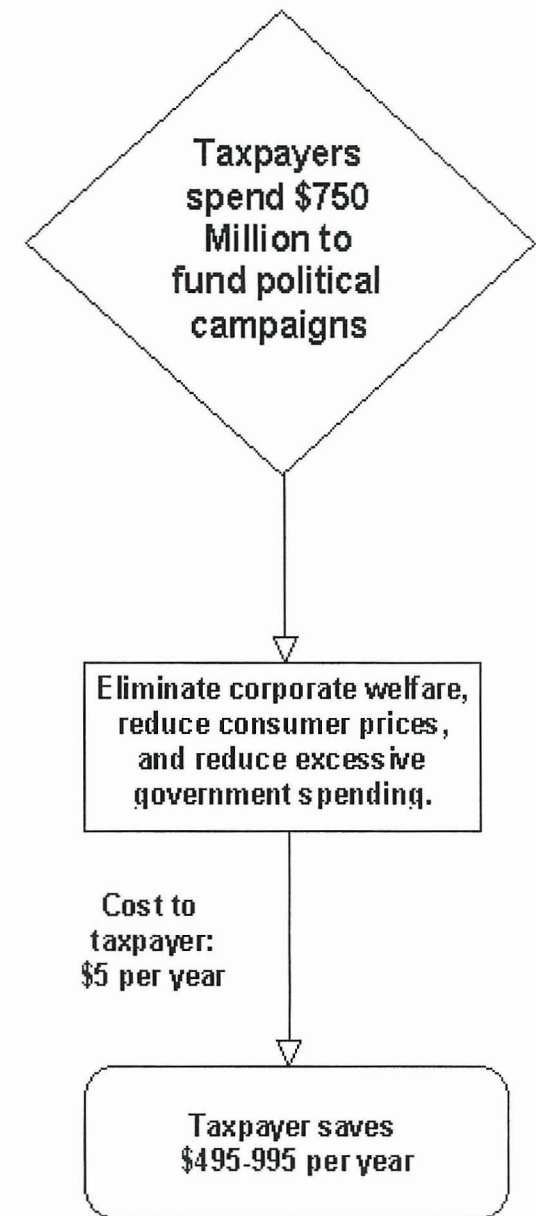 Taxpayers
spend $750
Million to
fund political
campaigns
Eliminate corporate welfare,
reduce consumer prices,
and reduce excessive
government spending.
Cost to
taxpayer:
$5 per year
Taxpayer saves
$495-995 per year